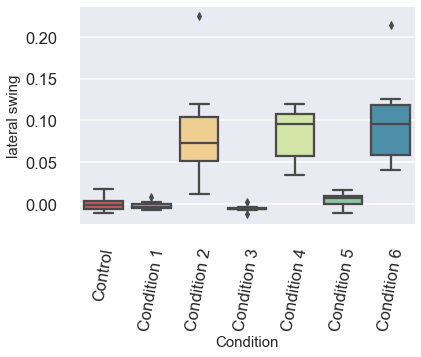 lateral swing
0.20
0.15
0.10
0.05
0.00
Control
Condition 1
Condition 2
Condition 3
Condition 4
Condition 5
Condition 6
Condition